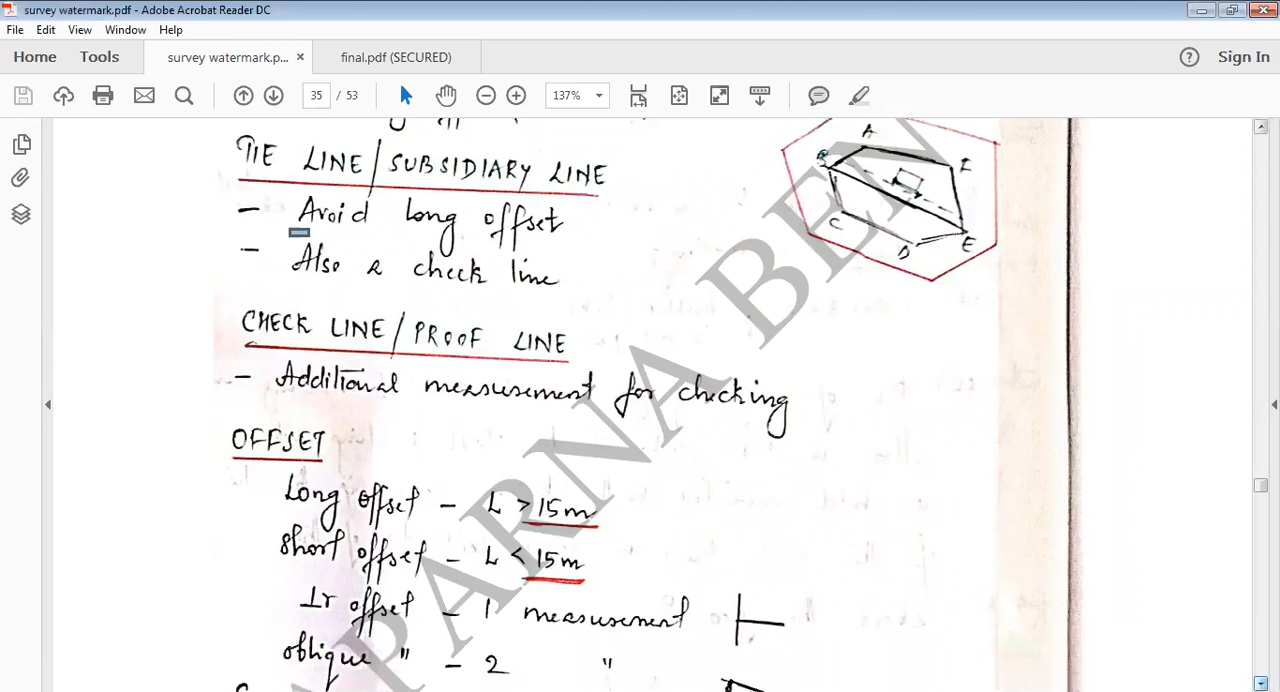 survey watermark.pdf - Adobe Acrobat Reader DC
File Edit View Window Help
Home Tools survey watermark.p... × final.pdf (SECURED) ? Sign In
35 / 53 137%
TIE LINE / SUBSIDIARY LINE
- Avoid long offset
- Also a check line
CHECK LINE / PROOF LINE
- Additional measurement for checking
OFFSET
Long offset - L > 15m
Short offset - L < 15m
⊥r offset - 1 measurement
oblique " - 2 "
A
B
C
D
E
APARNA BEN